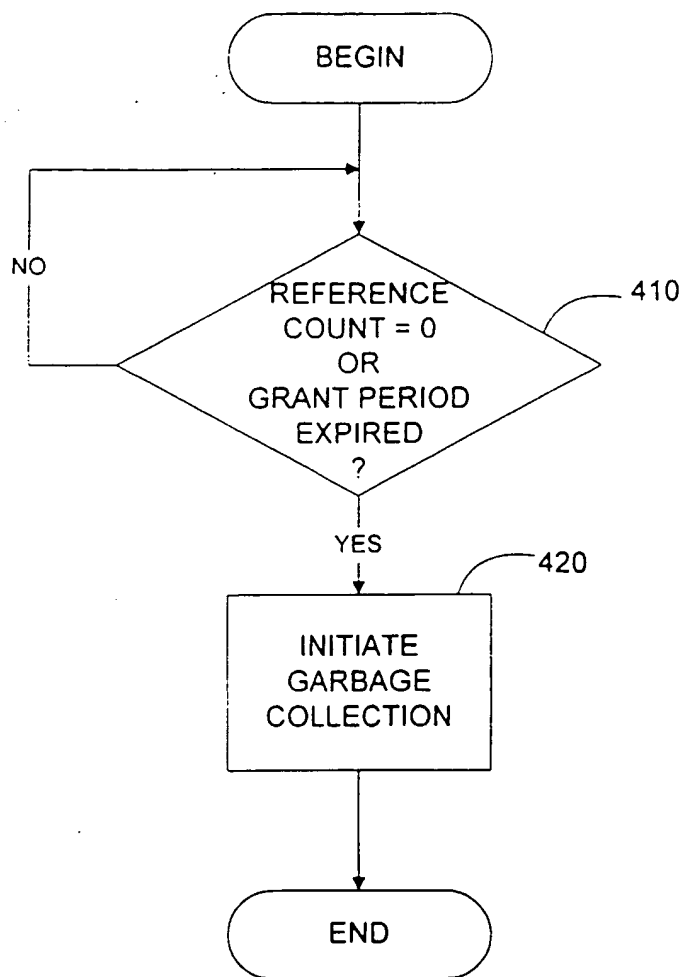 BEGIN
NO
REFERENCE
COUNT = 0
OR
GRANT PERIOD
EXPIRED
?
410
YES
420
INITIATE
GARBAGE
COLLECTION
END